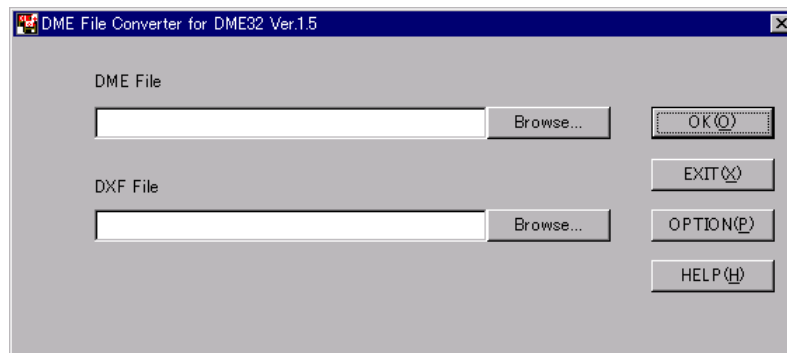 DME File Converter for DME32 Ver.1.5
DME File
Browse...
OK(O)
EXIT(X)
DXF File
Browse...
OPTION(P)
HELP(H)